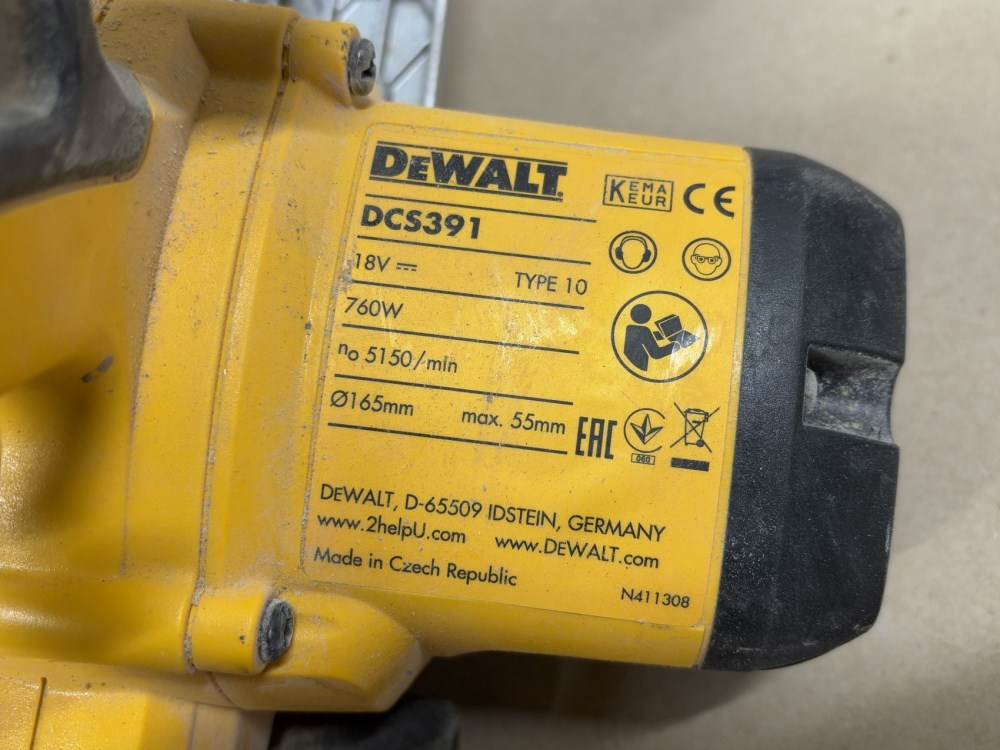 DeWALT
KEMA KEUR CE
DCS391
18V ⎓ TYPE 10
760W
n₀ 5150/min
Ø165mm max. 55mm EAC
060
DeWALT, D-65509 IDSTEIN, GERMANY
www.2helpU.com www.DeWALT.com
Made in Czech Republic
N411308